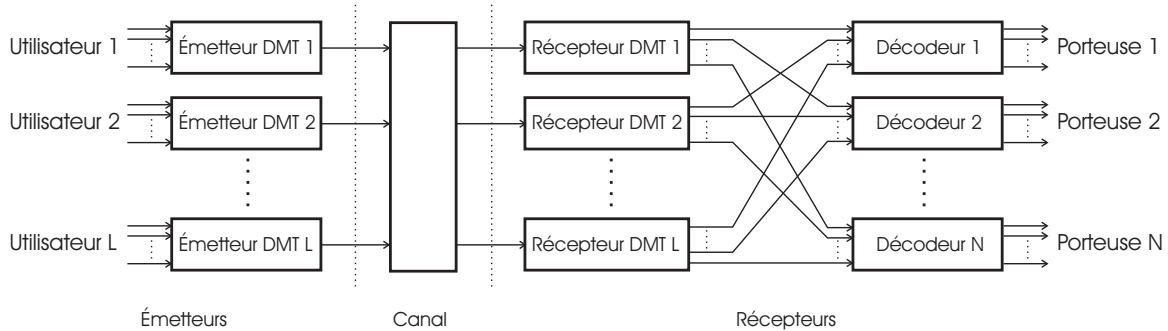 Utilisateur 1 Émetteur DMT 1 Récepteur DMT 1 Décodeur 1 Porteuse 1
Utilisateur 2 Émetteur DMT 2 Récepteur DMT 2 Décodeur 2 Porteuse 2
Utilisateur L Émetteur DMT L Récepteur DMT L Décodeur N Porteuse N
Émetteurs Canal Récepteurs